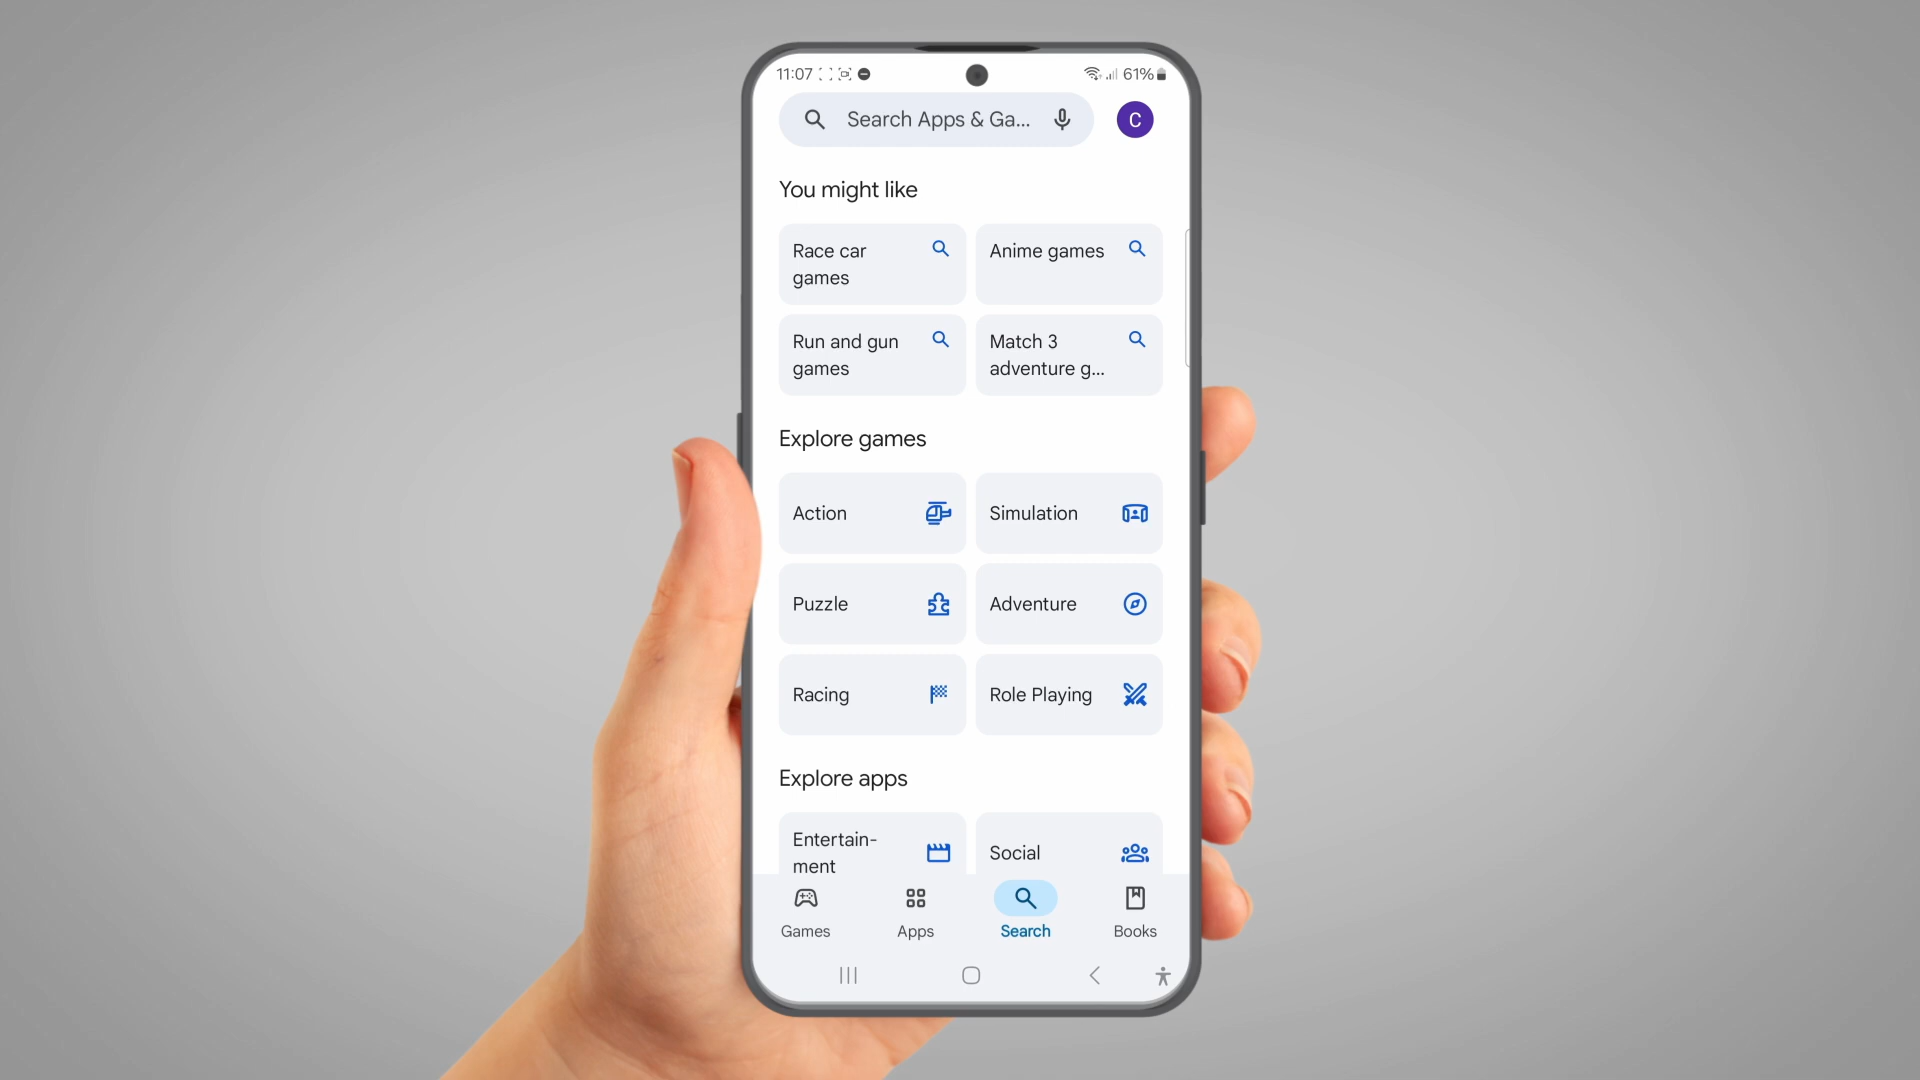 11:07
61%
Search Apps & Ga...
C
You might like
Race car
games
Anime games
Run and gun
games
Match 3
adventure g...
Explore games
Action
Simulation
Puzzle
Adventure
Racing
Role Playing
Explore apps
Entertain-
ment
Social
Games
Apps
Search
Books